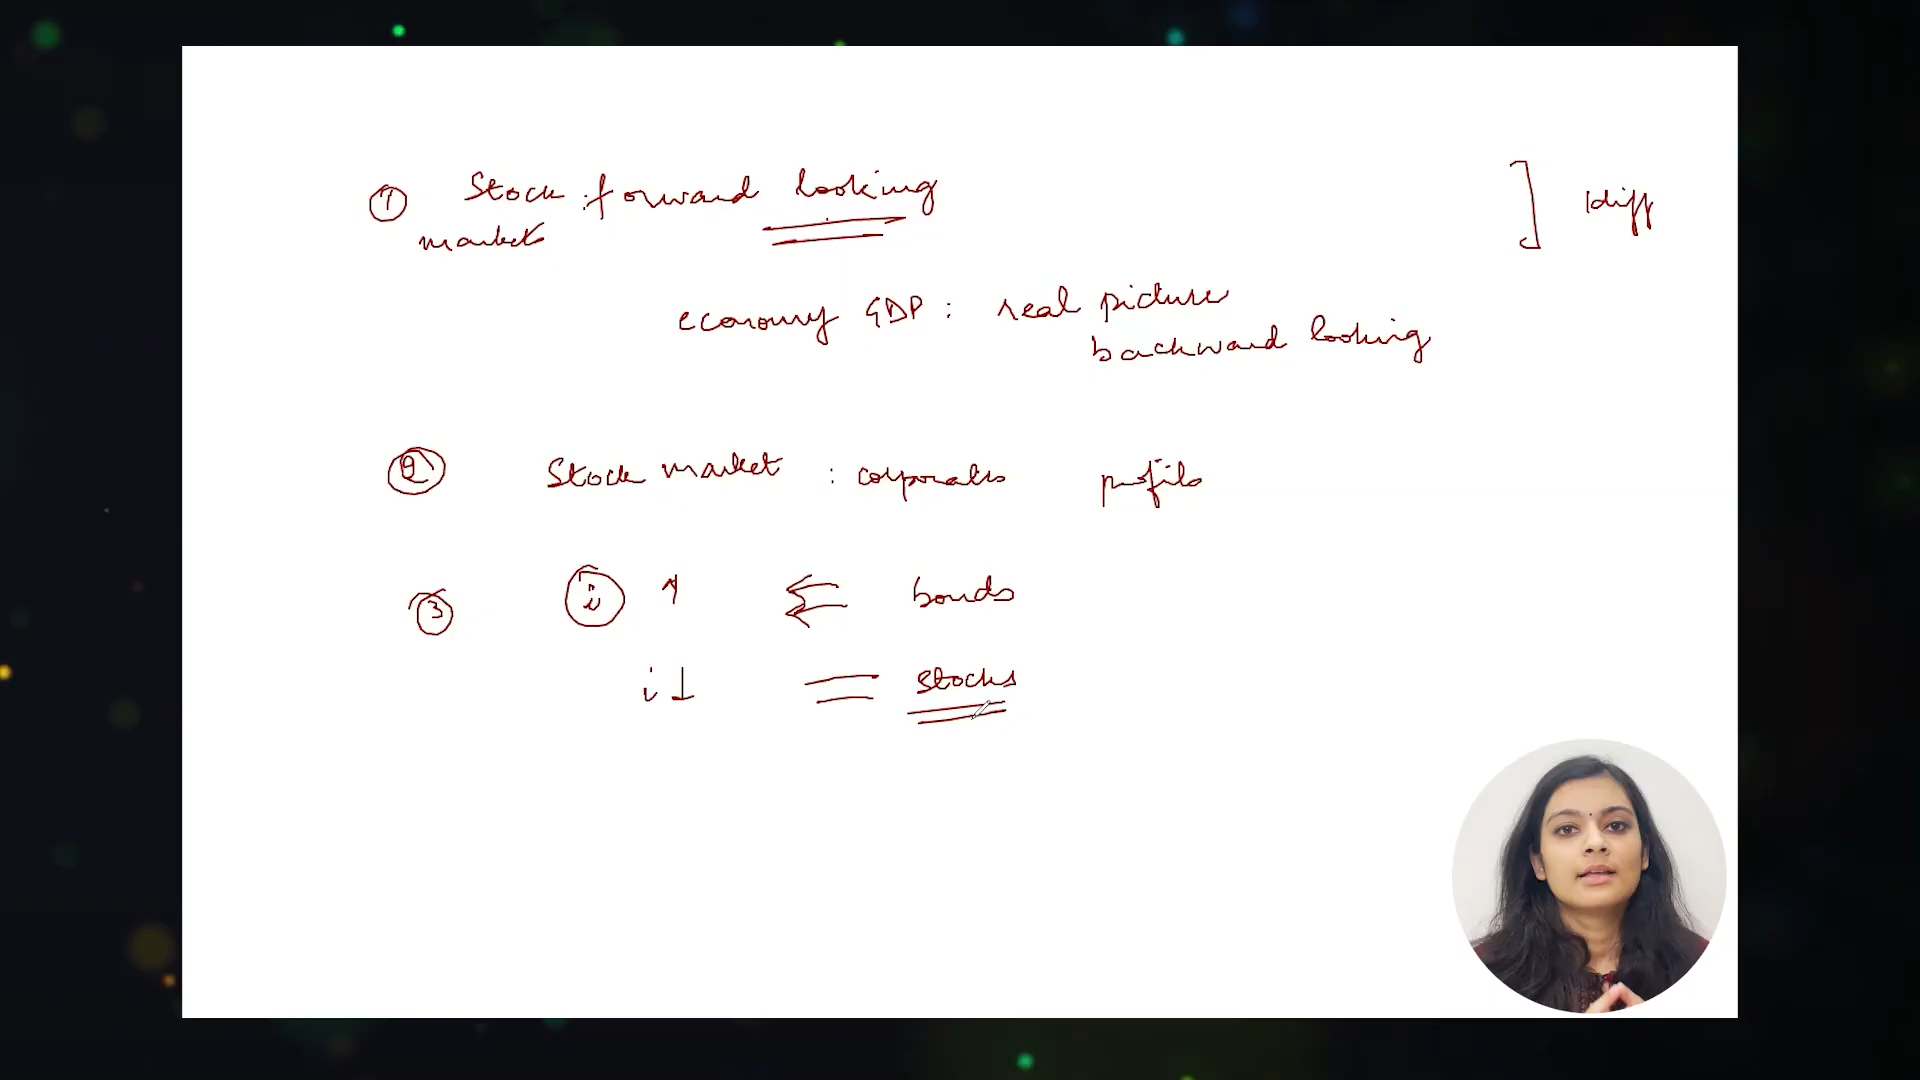 ① Stock : forward looking
market
] diff
economy GDP : real picture
backward looking
② Stock market : corporates profits
③ i ↑ ⇐ bonds
i ↓ = stocks